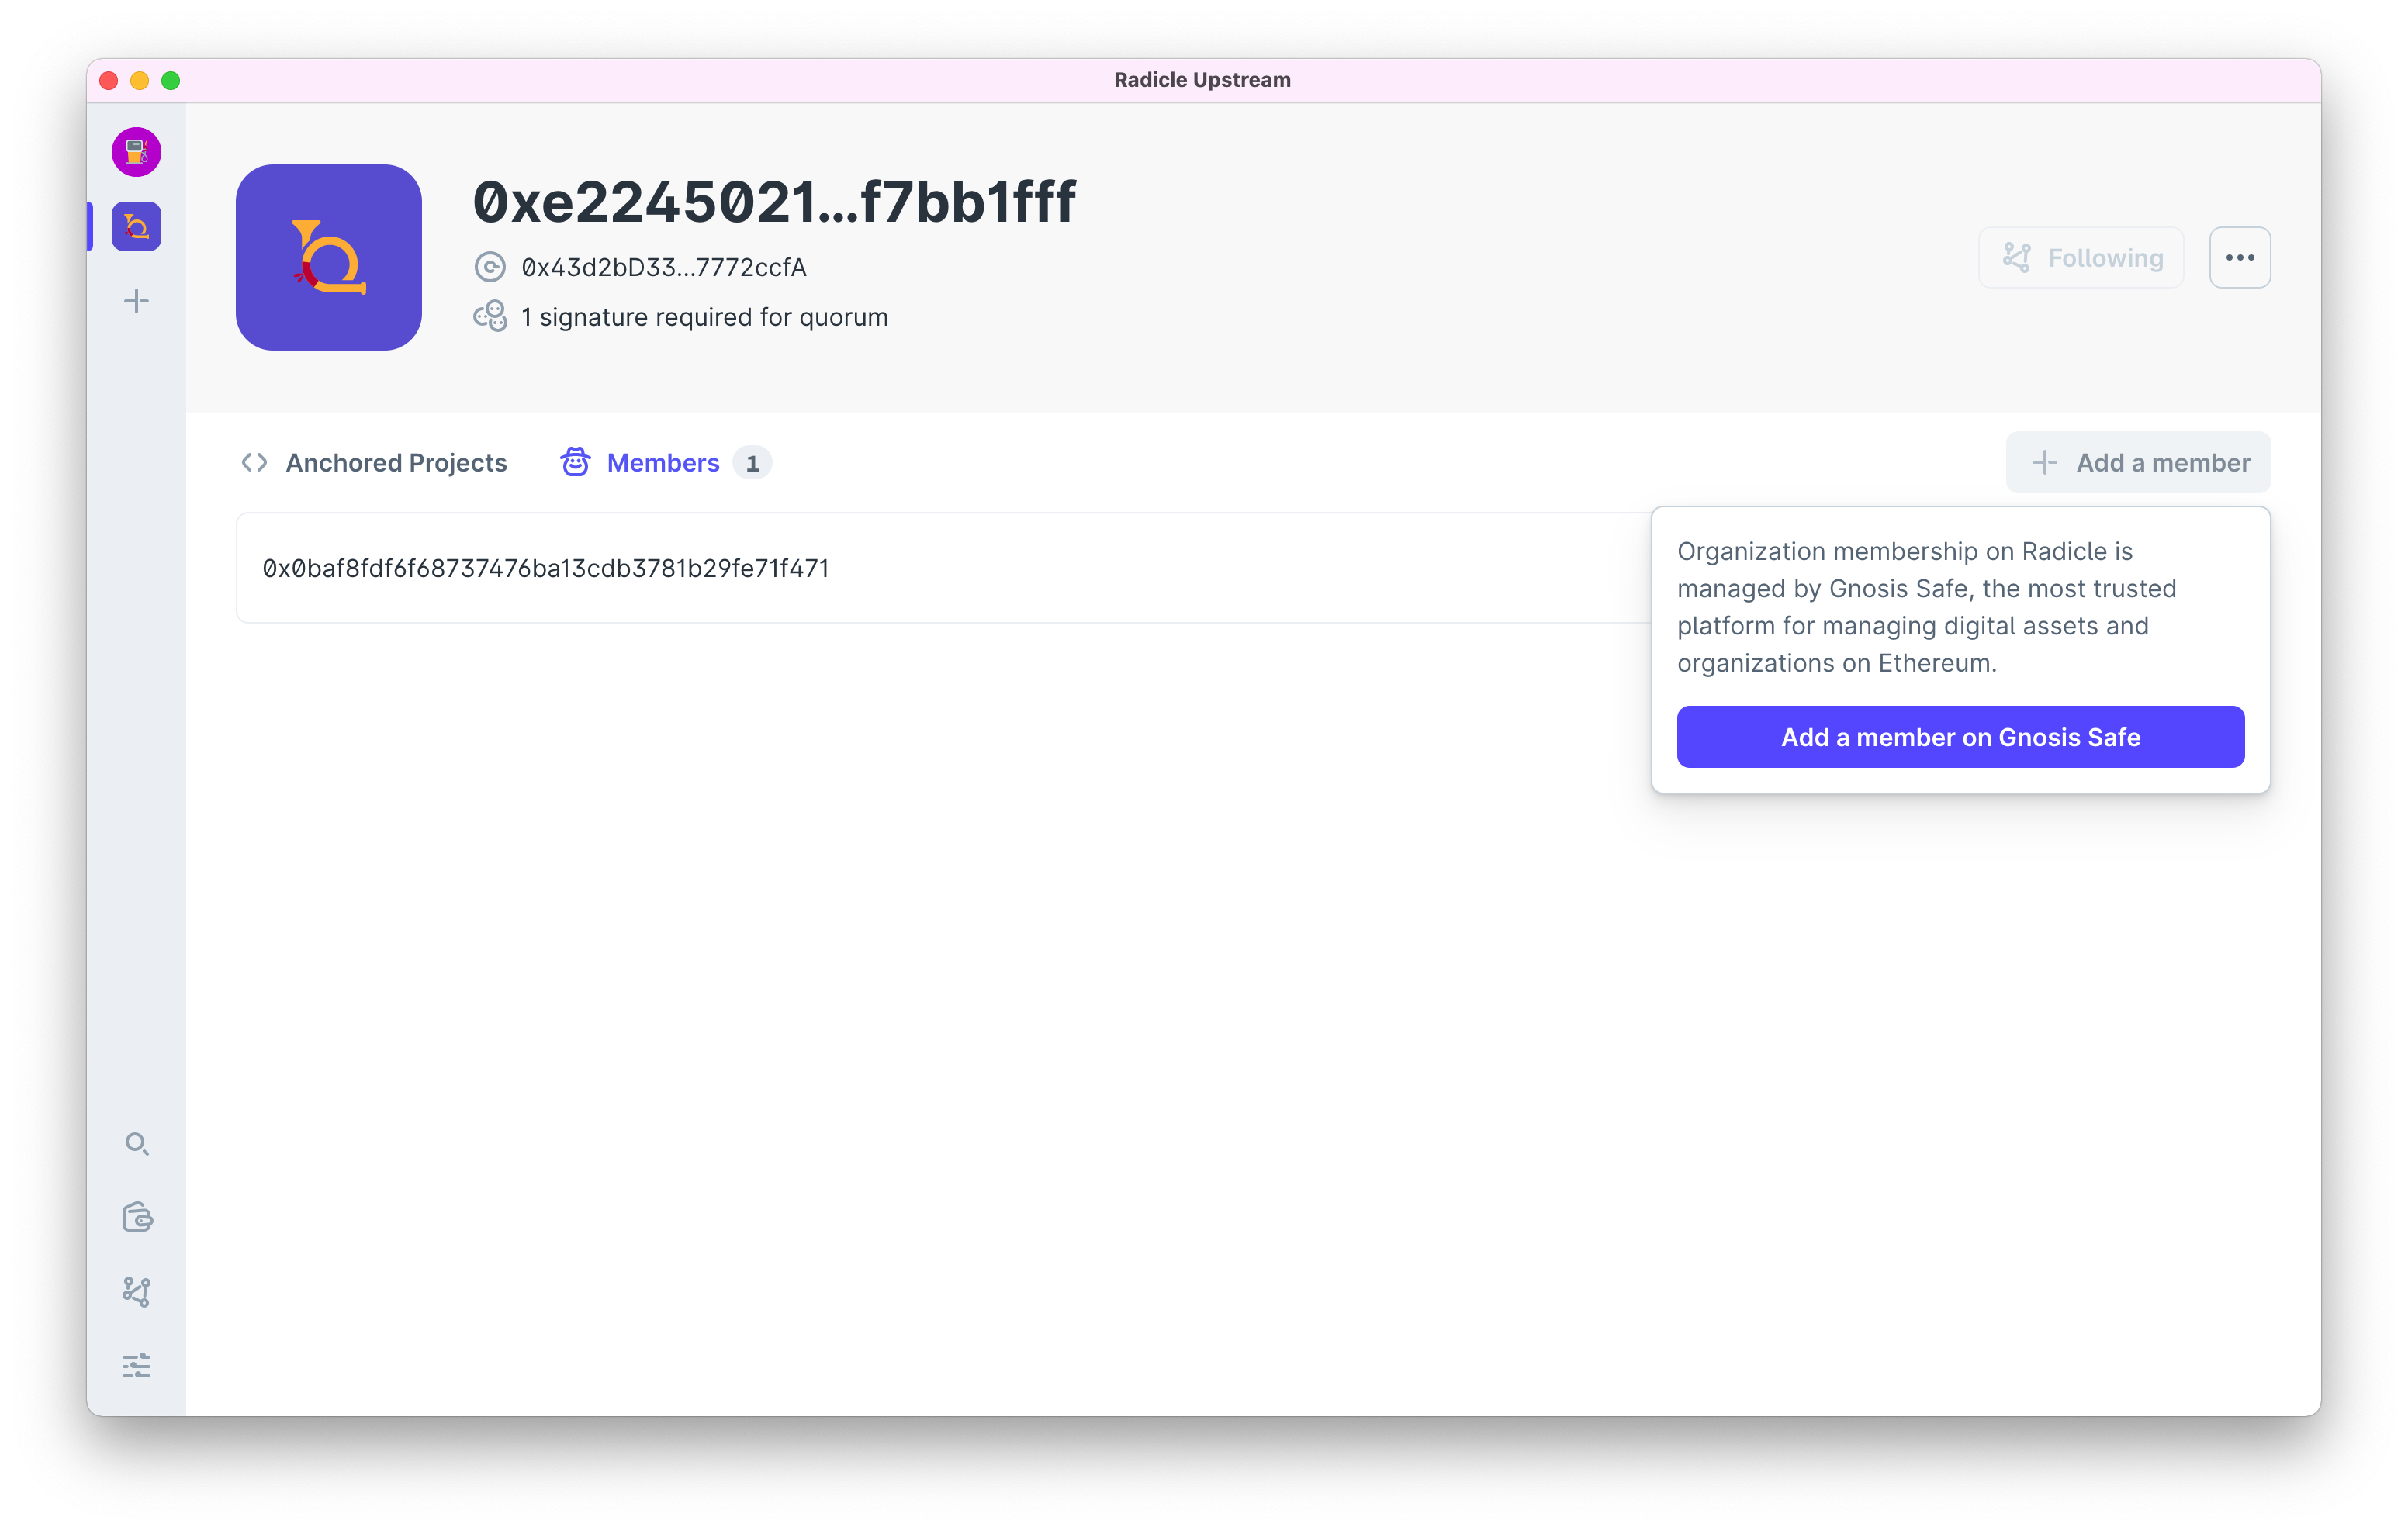 Radicle Upstream
0xe2245021…f7bb1fff
0x43d2bD33…7772ccfA
1 signature required for quorum
Following
Anchored Projects
Members 1
Add a member
0x0baf8fdf6f68737476ba13cdb3781b29fe71f471
Organization membership on Radicle is
managed by Gnosis Safe, the most trusted
platform for managing digital assets and
organizations on Ethereum.
Add a member on Gnosis Safe